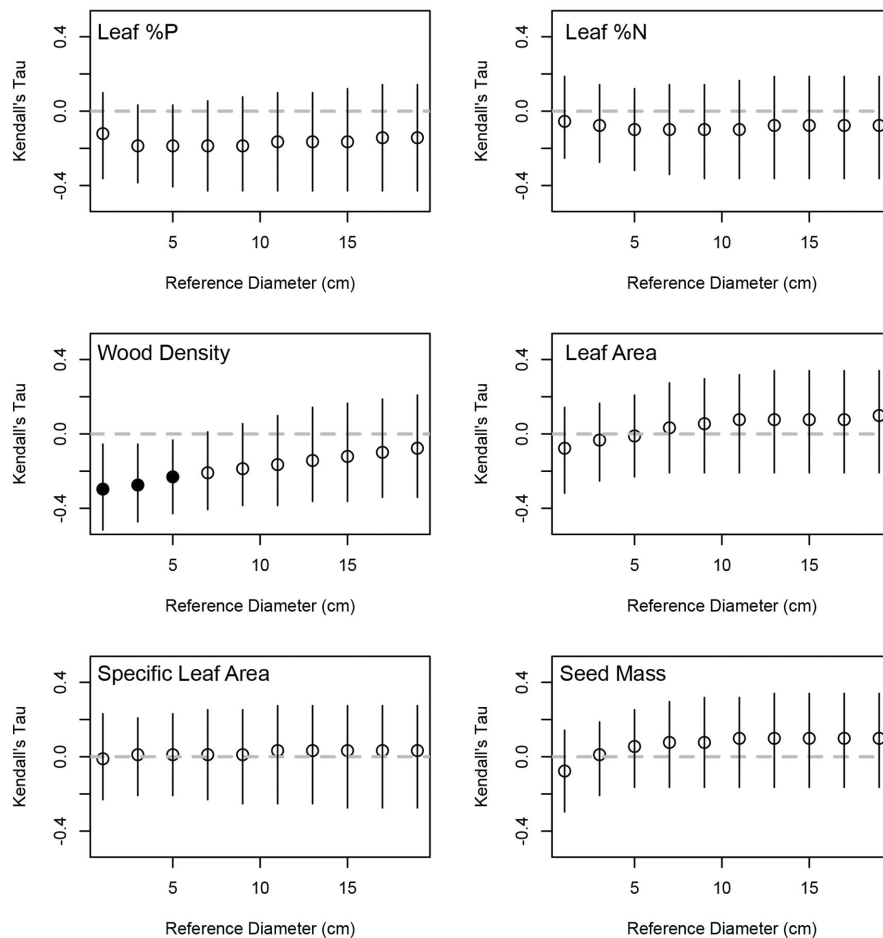 Leaf %P
Kendall's Tau
0.4
0.0
-0.4
5 10 15
Reference Diameter (cm)
Leaf %N
Kendall's Tau
0.4
0.0
-0.4
5 10 15
Reference Diameter (cm)
Wood Density
Kendall's Tau
0.4
0.0
-0.4
5 10 15
Reference Diameter (cm)
Leaf Area
Kendall's Tau
0.4
0.0
-0.4
5 10 15
Reference Diameter (cm)
Specific Leaf Area
Kendall's Tau
0.4
0.0
-0.4
5 10 15
Reference Diameter (cm)
Seed Mass
Kendall's Tau
0.4
0.0
-0.4
5 10 15
Reference Diameter (cm)